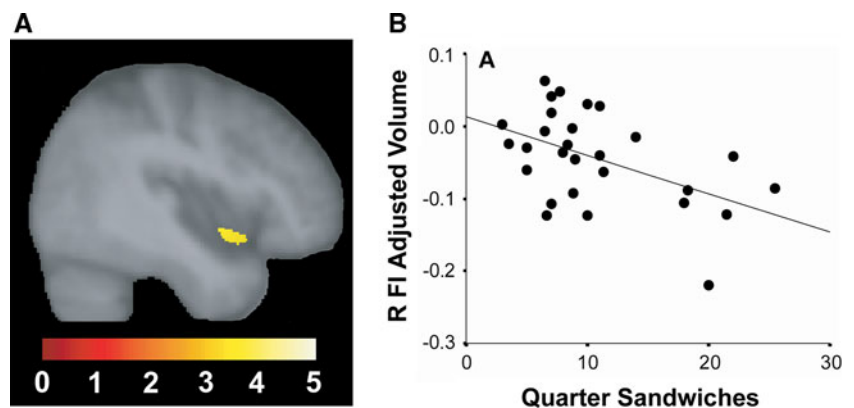 A
0 1 2 3 4 5
B
A
R FI Adjusted Volume
0.1
0.0
-0.1
-0.2
-0.3
0 10 20 30
Quarter Sandwiches